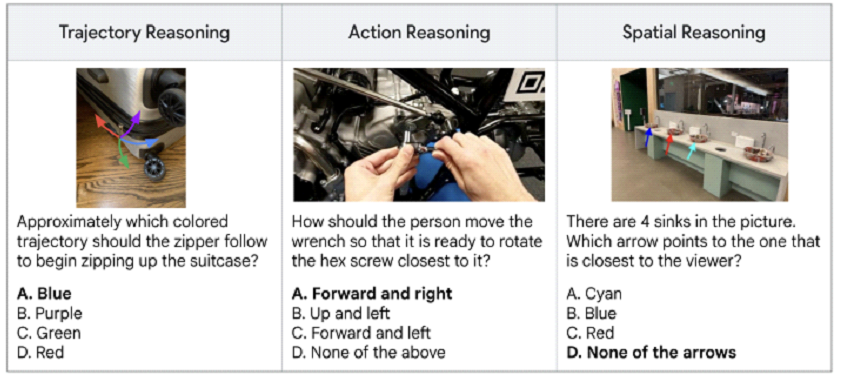 Trajectory Reasoning
Action Reasoning
Spatial Reasoning
Approximately which colored
trajectory should the zipper follow
to begin zipping up the suitcase?
A. Blue
B. Purple
C. Green
D. Red
How should the person move the
wrench so that it is ready to rotate
the hex screw closest to it?
A. Forward and right
B. Up and left
C. Forward and left
D. None of the above
There are 4 sinks in the picture.
Which arrow points to the one that
is closest to the viewer?
A. Cyan
B. Blue
C. Red
D. None of the arrows